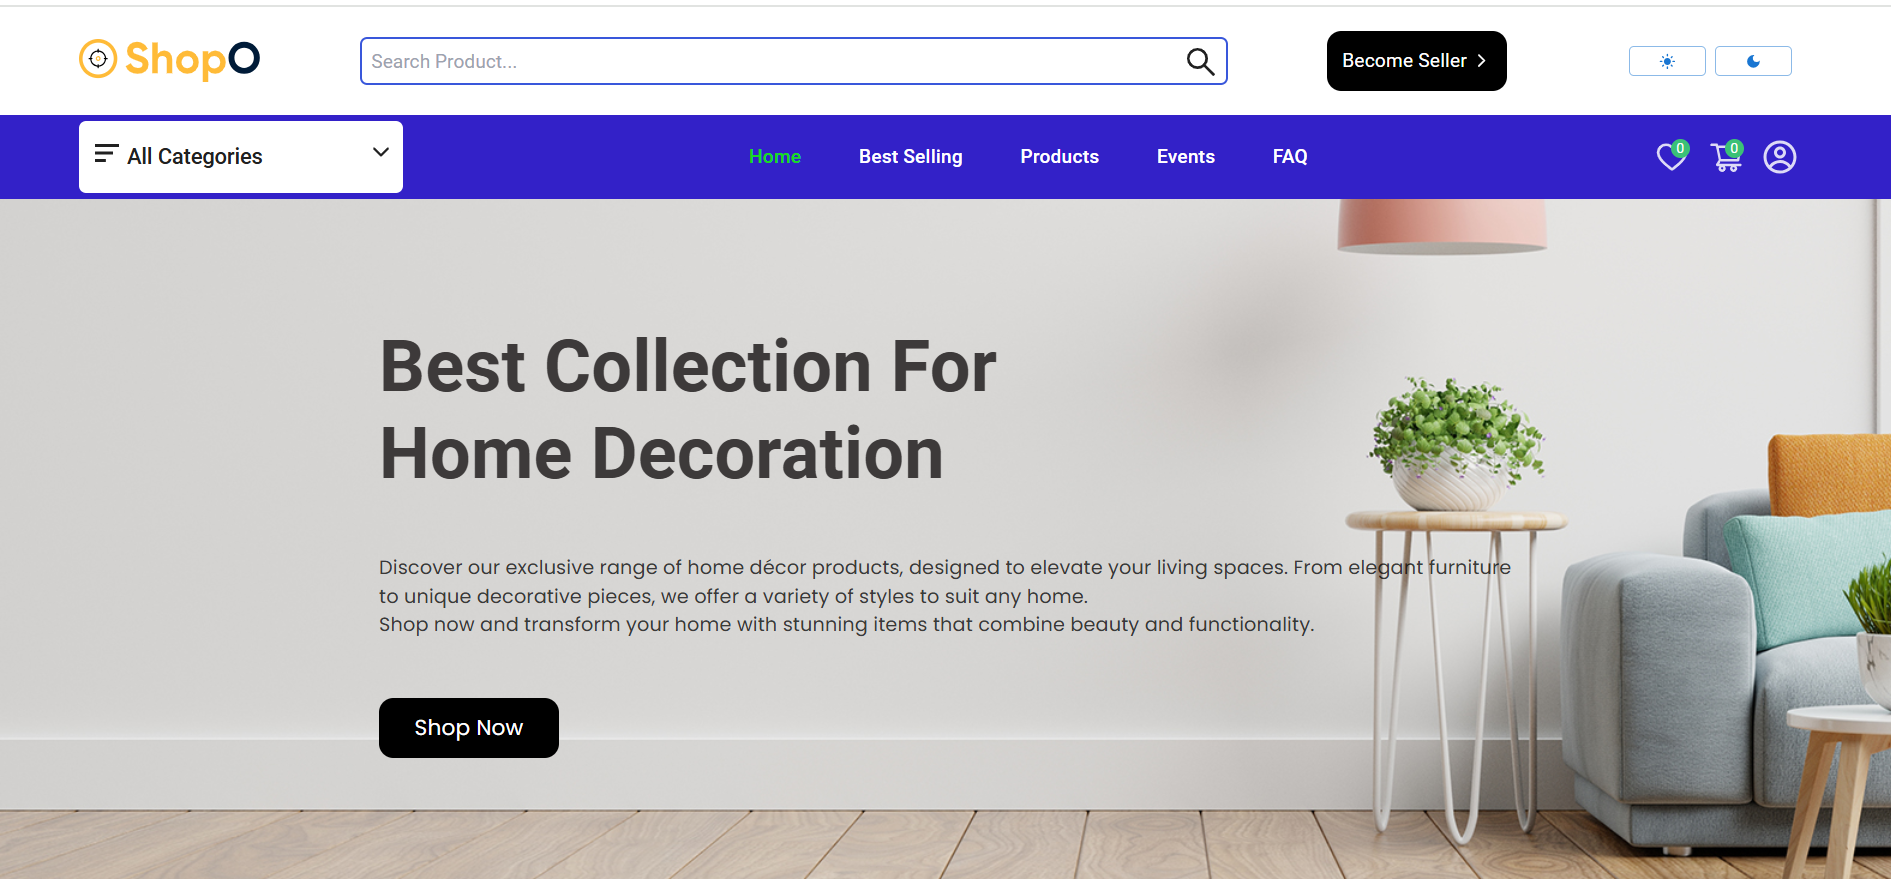 ShopO
Search Product...
Become Seller
All Categories
Home
Best Selling
Products
Events
FAQ
0
0
Best Collection For
Home Decoration
Discover our exclusive range of home décor products, designed to elevate your living spaces. From elegant furniture
to unique decorative pieces, we offer a variety of styles to suit any home.
Shop now and transform your home with stunning items that combine beauty and functionality.
Shop Now